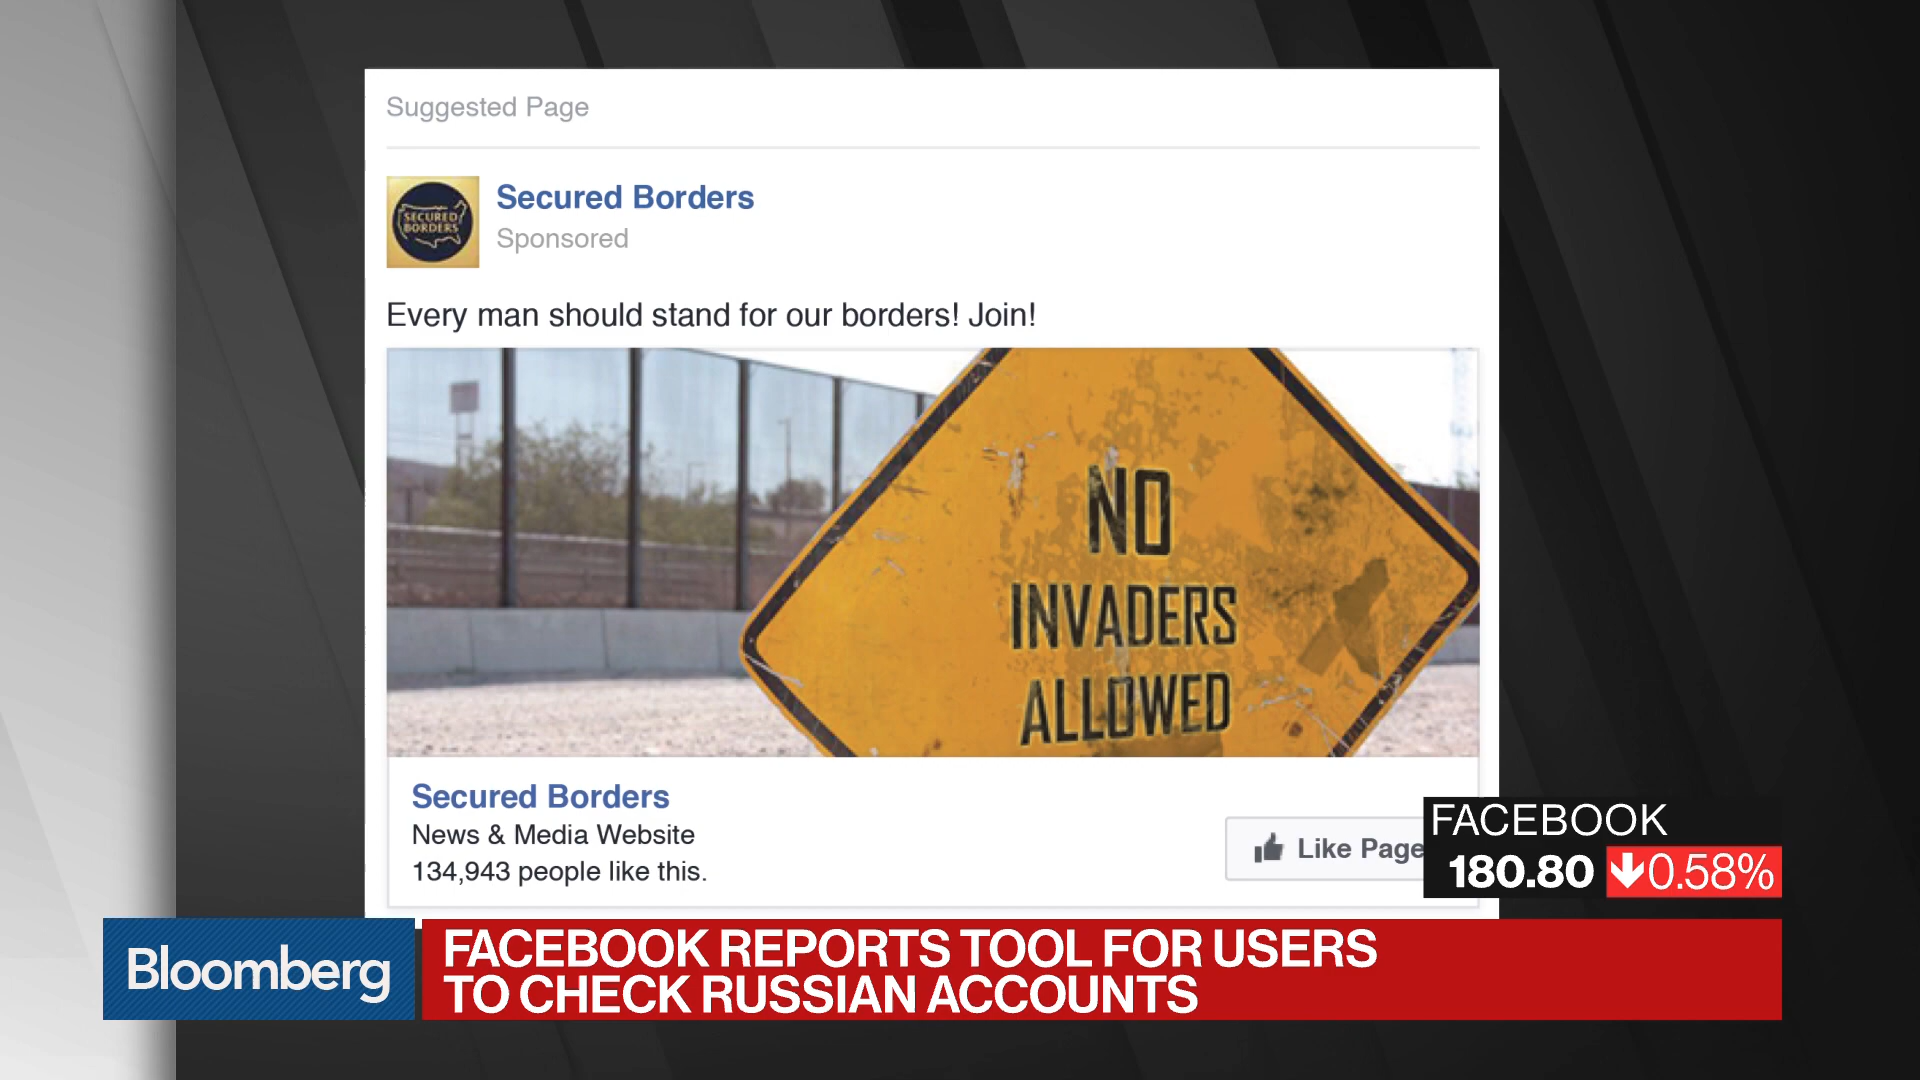 Suggested Page
SECURED
BORDERS
Secured Borders
Sponsored
Every man should stand for our borders! Join!
NO
INVADERS
ALLOWED
Secured Borders
News & Media Website
134,943 people like this.
Like Page
FACEBOOK
180.80 0.58%
Bloomberg
FACEBOOK REPORTS TOOL FOR USERS
TO CHECK RUSSIAN ACCOUNTS